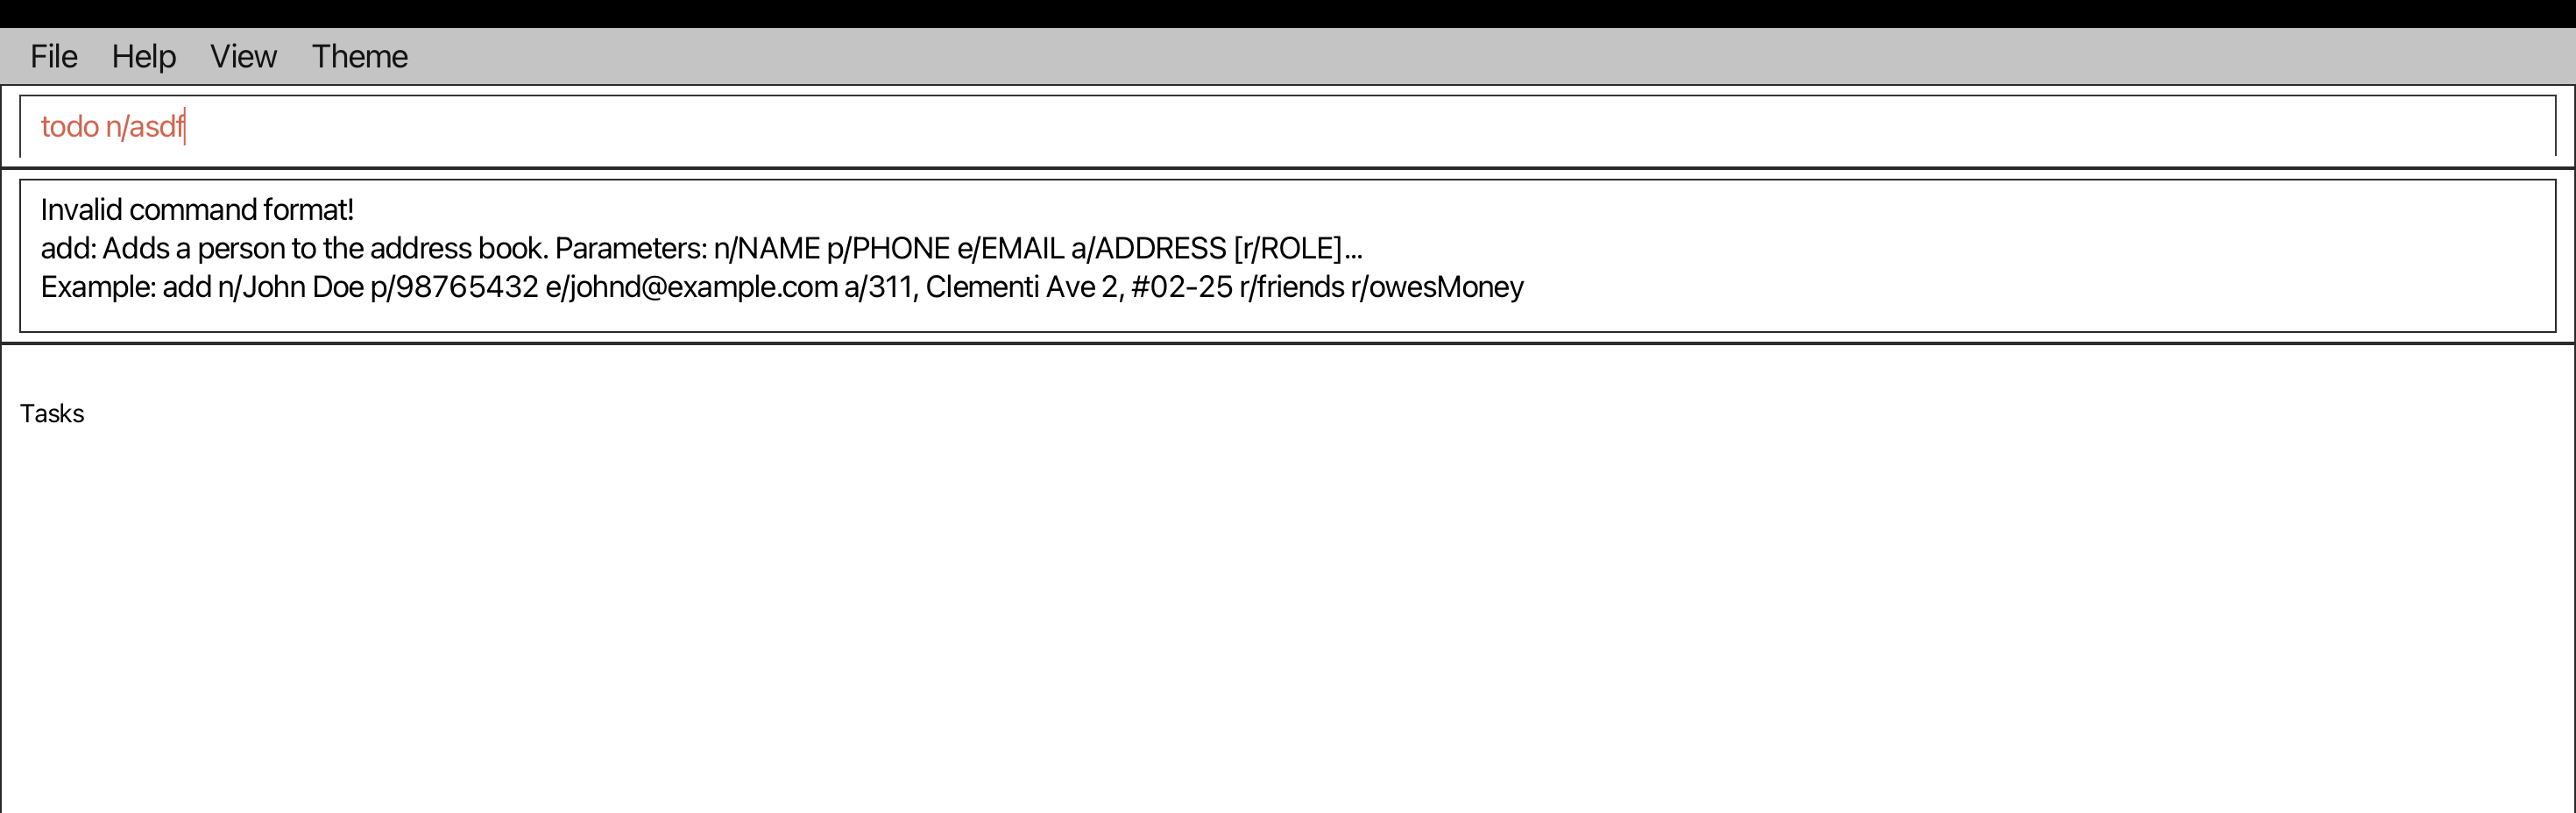 File Help View Theme
todo n/asdf
Invalid command format!
add: Adds a person to the address book. Parameters: n/NAME p/PHONE e/EMAIL a/ADDRESS [r/ROLE]...
Example: add n/John Doe p/98765432 e/johnd@example.com a/311, Clementi Ave 2, #02-25 r/friends r/owesMoney
Tasks